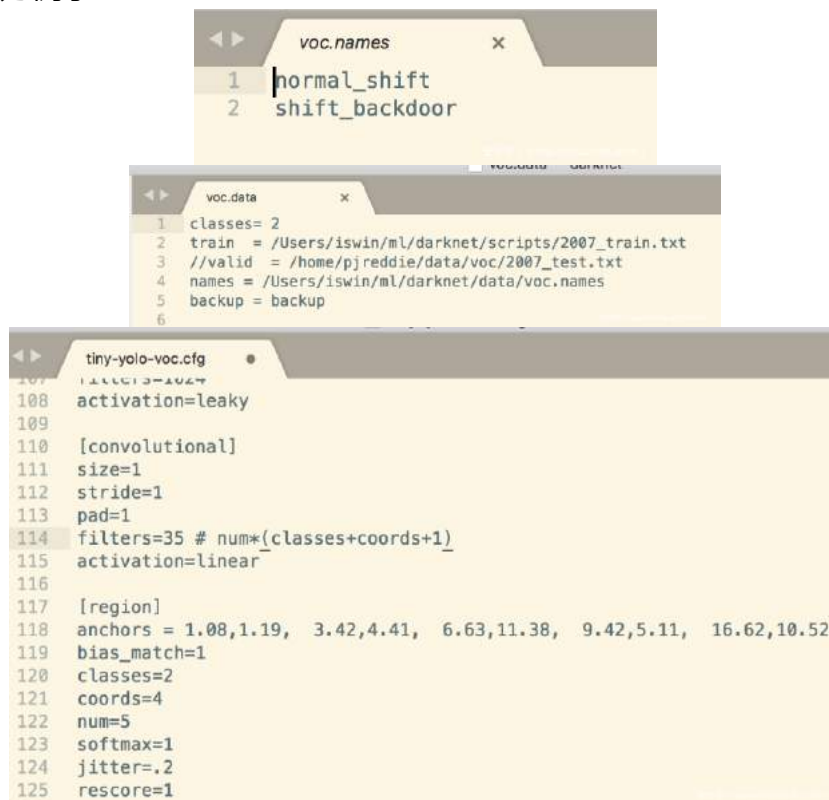 voc.names ×
1 normal_shift
2 shift_backdoor
voc.data ×
1 classes= 2
2 train = /Users/iswin/ml/darknet/scripts/2007_train.txt
3 //valid = /home/pjreddie/data/voc/2007_test.txt
4 names = /Users/iswin/ml/darknet/data/voc.names
5 backup = backup
6
tiny-yolo-voc.cfg
107 filters=1024
108 activation=leaky
109
110 [convolutional]
111 size=1
112 stride=1
113 pad=1
114 filters=35 # num*(classes+coords+1)
115 activation=linear
116
117 [region]
118 anchors = 1.08,1.19, 3.42,4.41, 6.63,11.38, 9.42,5.11, 16.62,10.52
119 bias_match=1
120 classes=2
121 coords=4
122 num=5
123 softmax=1
124 jitter=.2
125 rescore=1